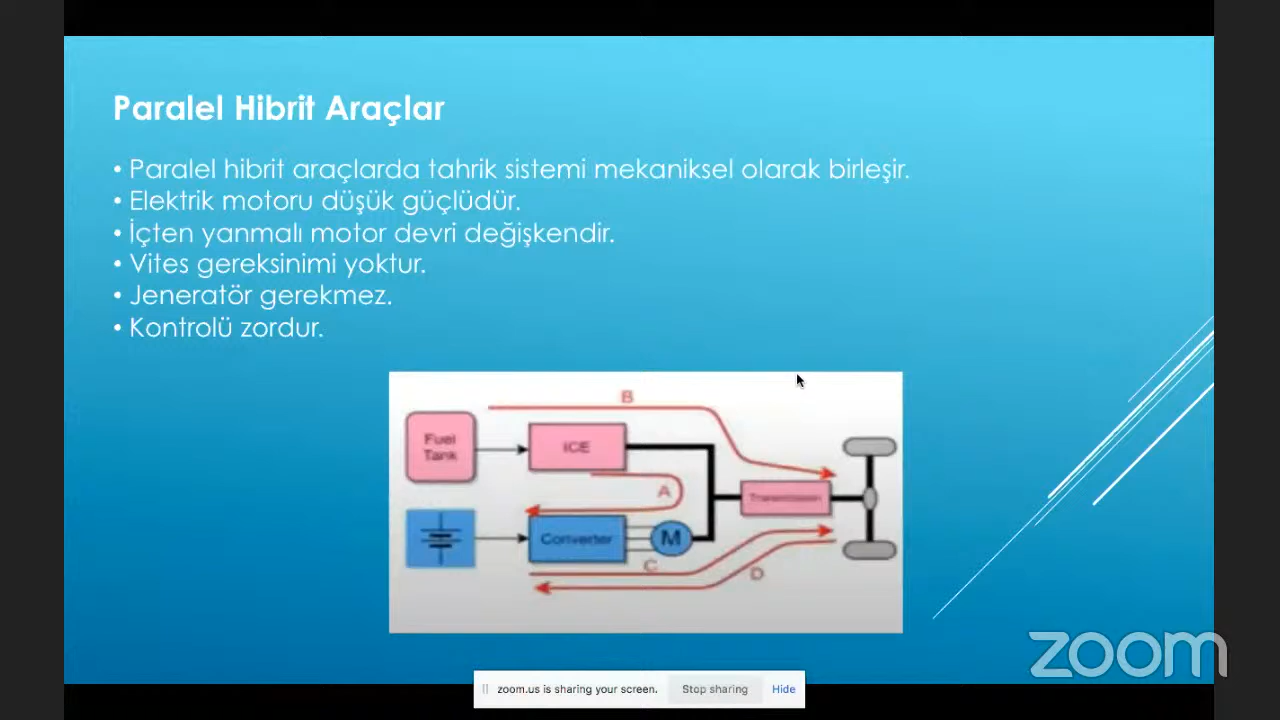 Paralel Hibrit Araçlar
• Paralel hibrit araçlarda tahrik sistemi mekaniksel olarak birleşir.
• Elektrik motoru düşük güçlüdür.
• İçten yanmalı motor devri değişkendir.
• Vites gereksinimi yoktur.
• Jeneratör gerekmez.
• Kontrolü zordur.
B
Fuel
Tank
ICE
A
Transmission
Converter
M
C
D
zoom
zoom.us is sharing your screen.
Stop sharing
Hide